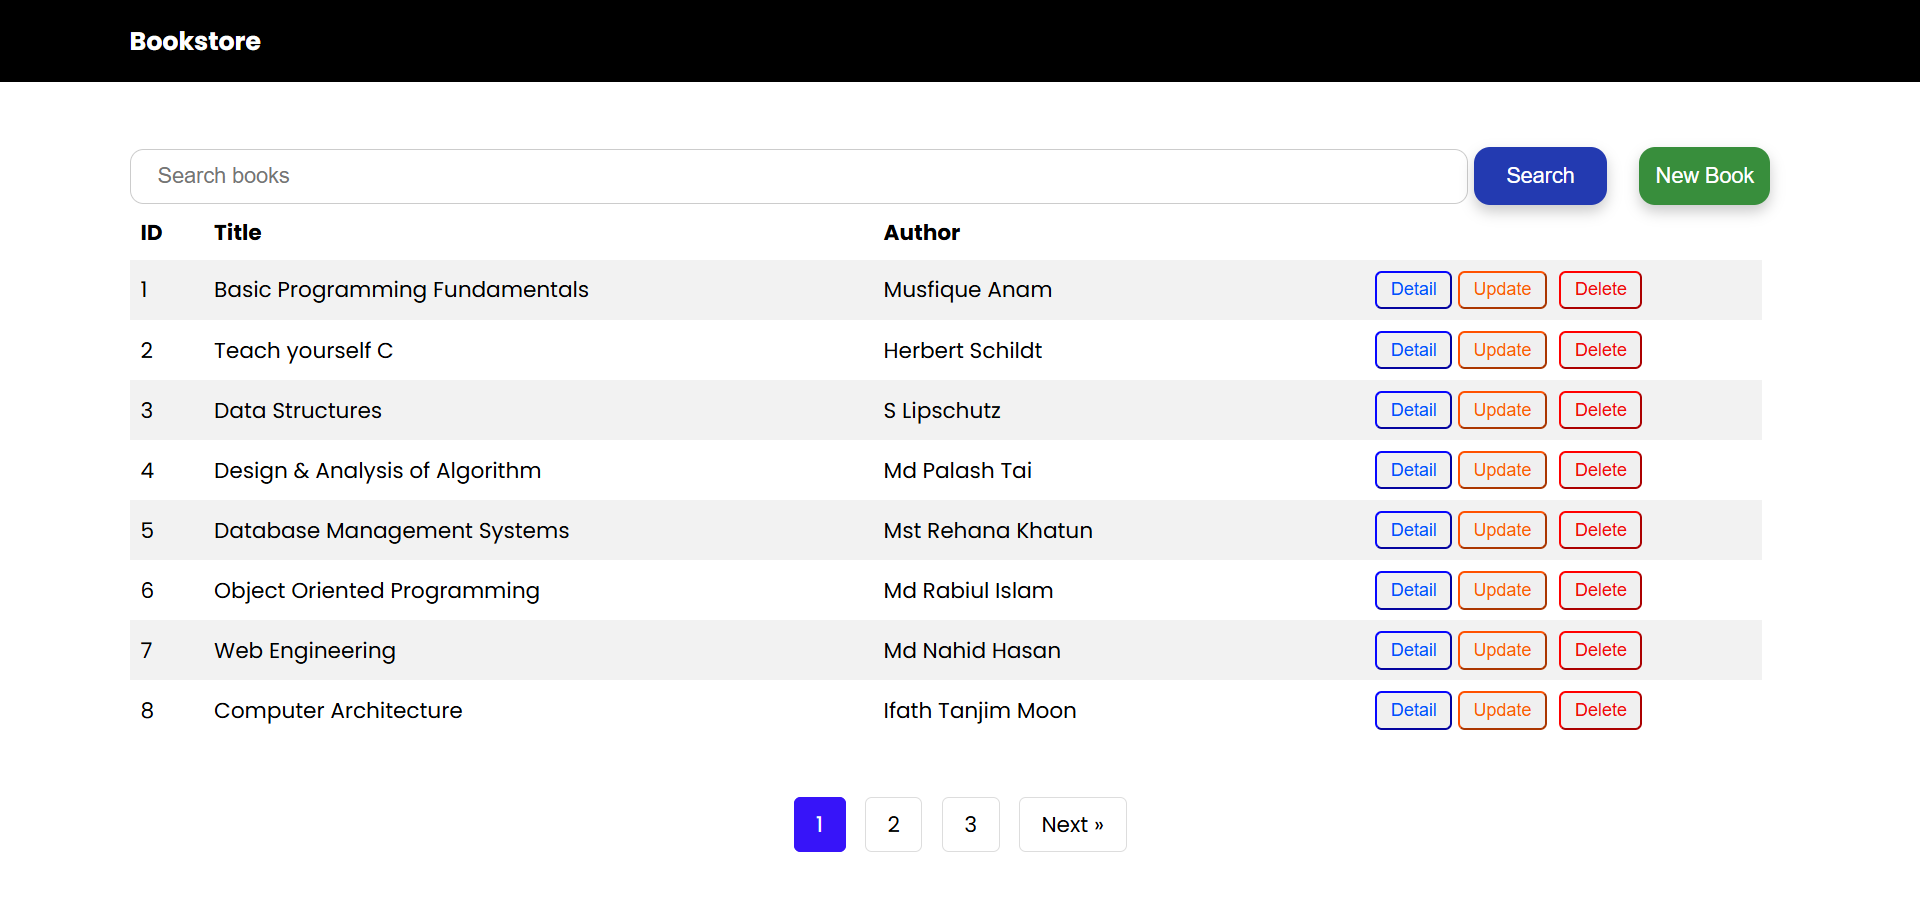 Bookstore
Search books Search New Book
ID Title Author
1 Basic Programming Fundamentals Musfique Anam Detail Update Delete
2 Teach yourself C Herbert Schildt Detail Update Delete
3 Data Structures S Lipschutz Detail Update Delete
4 Design & Analysis of Algorithm Md Palash Tai Detail Update Delete
5 Database Management Systems Mst Rehana Khatun Detail Update Delete
6 Object Oriented Programming Md Rabiul Islam Detail Update Delete
7 Web Engineering Md Nahid Hasan Detail Update Delete
8 Computer Architecture Ifath Tanjim Moon Detail Update Delete
1 2 3 Next »